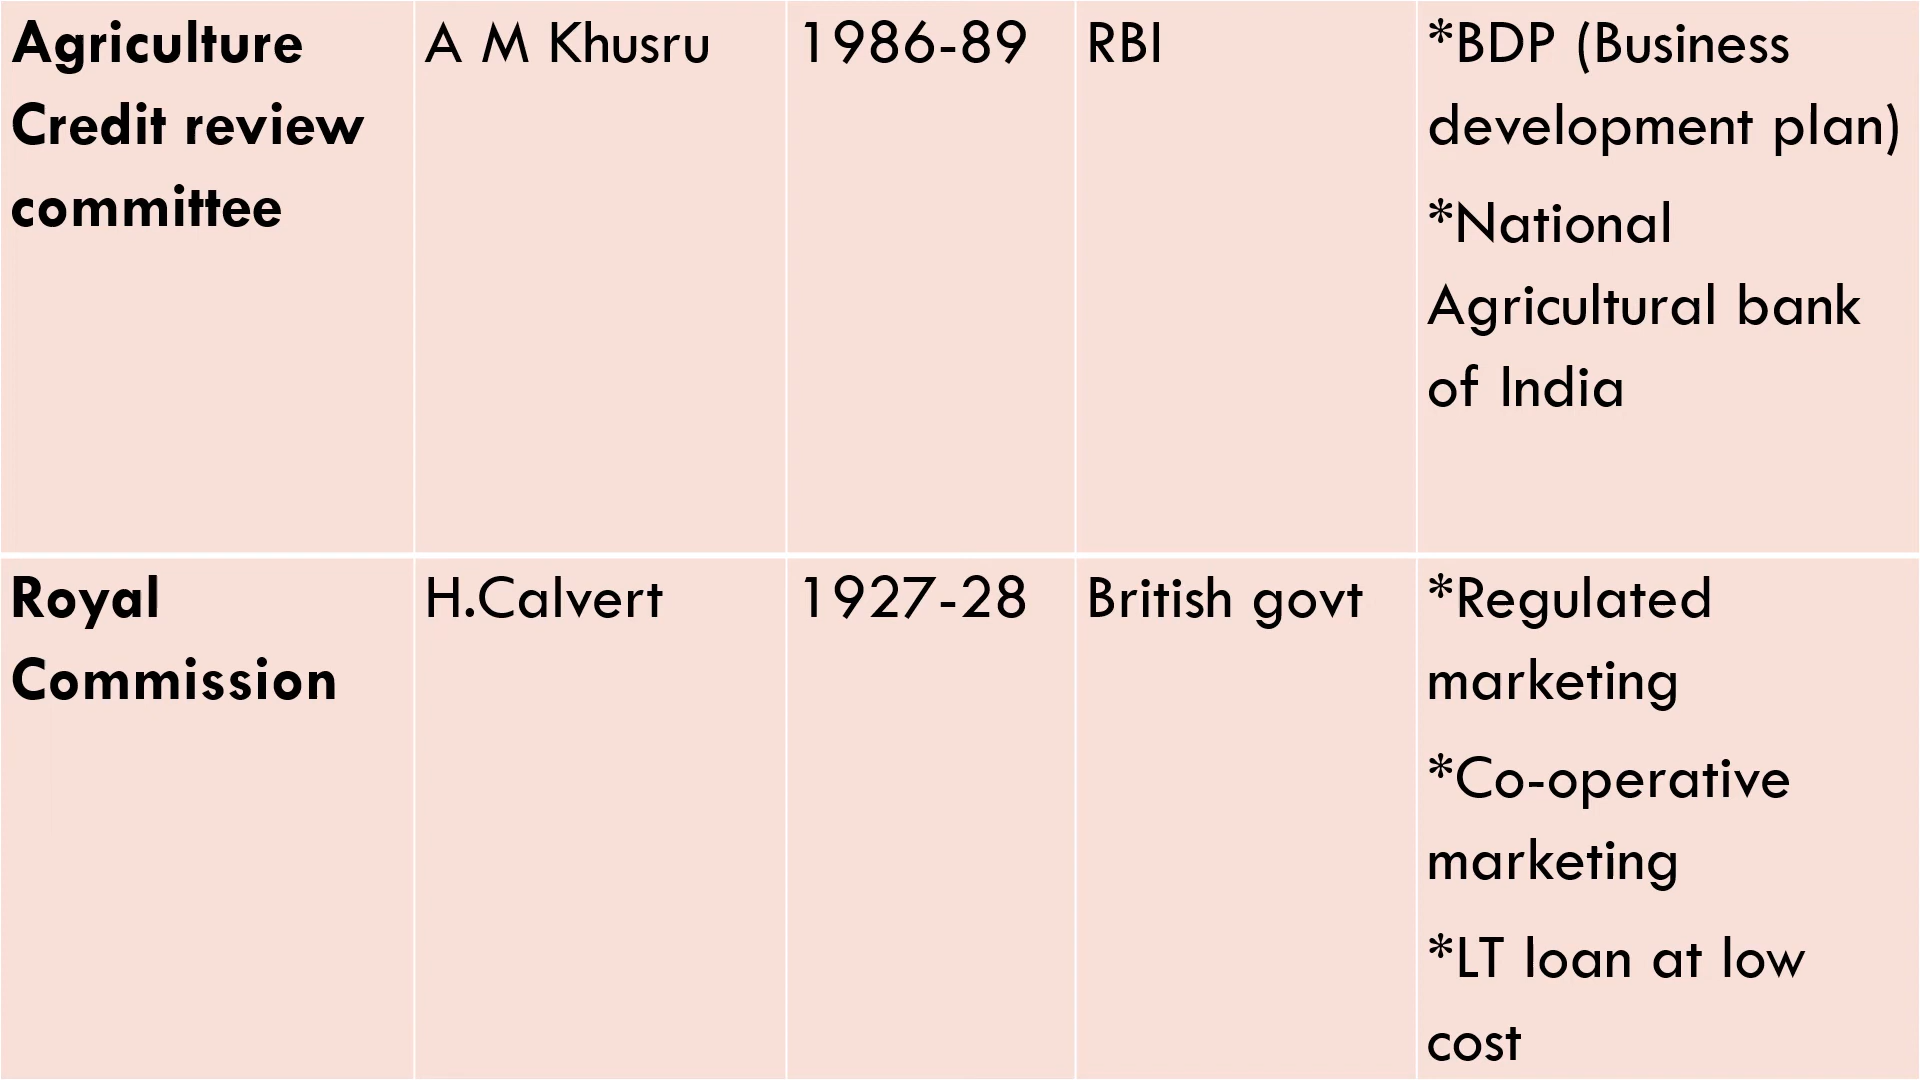 Agriculture
Credit review
committee
A M Khusru
1986-89
RBI
*BDP (Business
development plan)
*National
Agricultural bank
of India
Royal
Commission
H.Calvert
1927-28
British govt
*Regulated
marketing
*Co-operative
marketing
*LT loan at low
cost